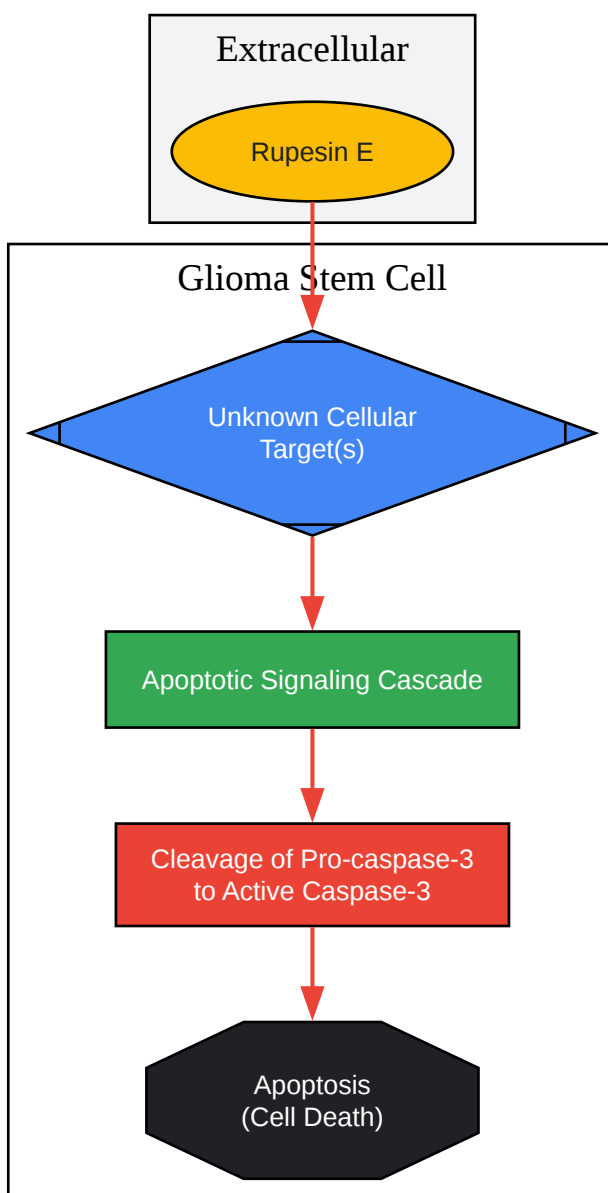 Extracellular
Rupesin E
Glioma Stem Cell
Unknown Cellular
Target(s)
Apoptotic Signaling Cascade
Cleavage of Pro-caspase-3
to Active Caspase-3
Apoptosis
(Cell Death)